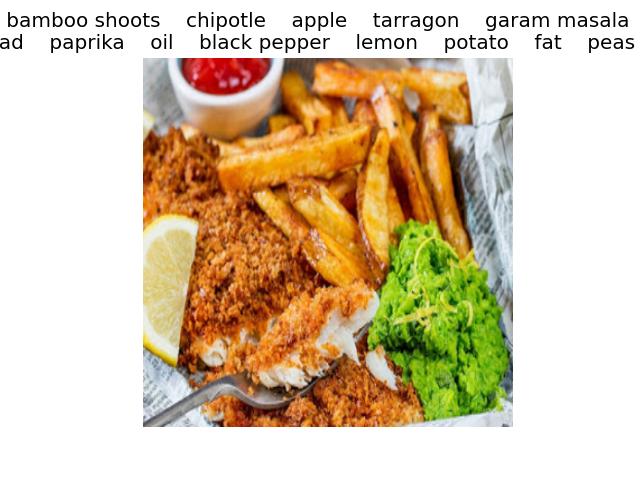 bamboo shoots chipotle apple tarragon garam masala
ad paprika oil black pepper lemon potato fat peas